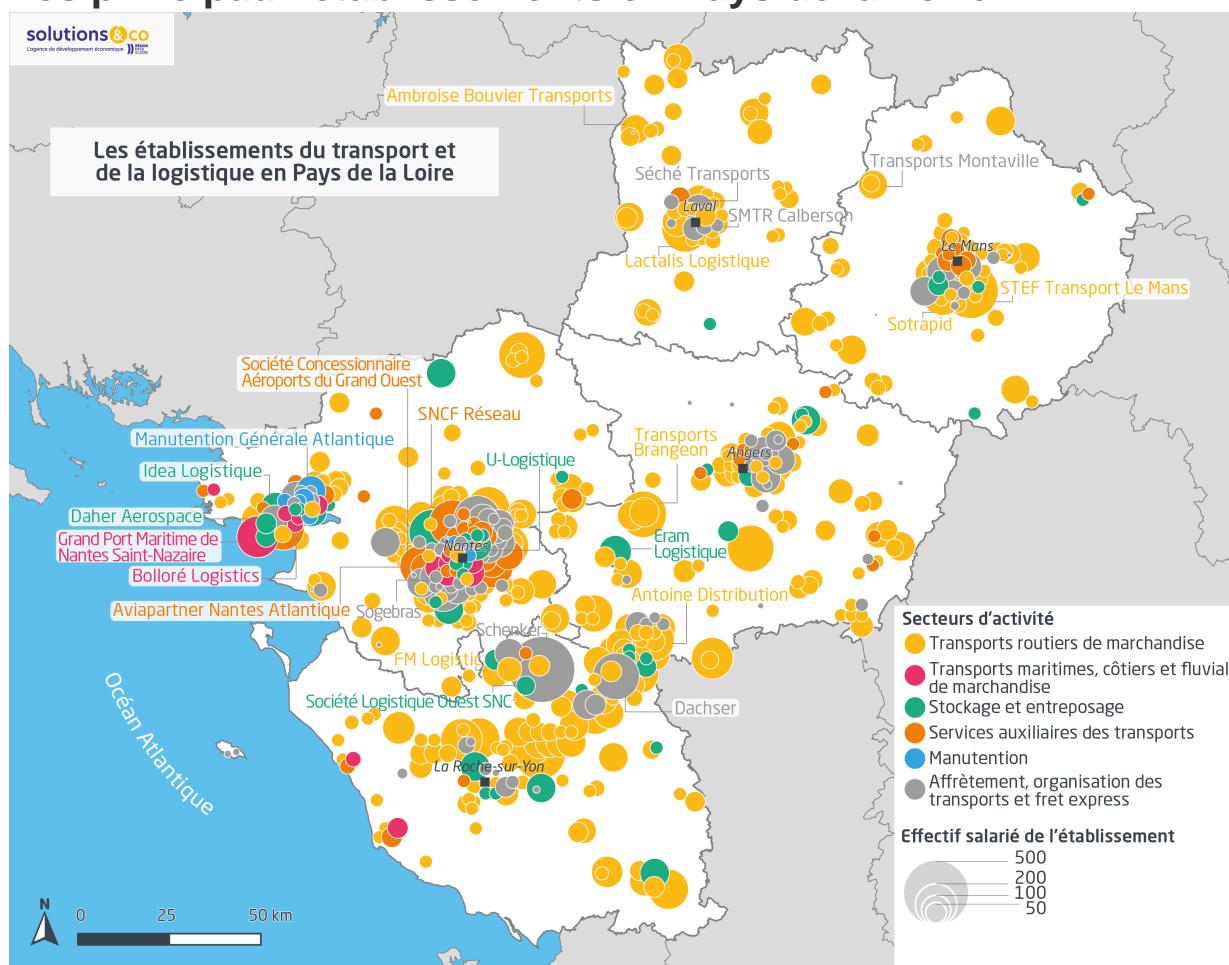 solutions&co
L'agence de développement économique
RÉGION
PAYS
DE LA LOIRE
Les établissements du transport et
de la logistique en Pays de la Loire
Ambroise Bouvier Transports
Séché Transports
Laval
SMTR Calberson
Lactalis Logistique
Transports Montaville
Le Mans
STEF Transport Le Mans
Sotrapid
Société Concessionnaire
Aéroports du Grand Ouest
SNCF Réseau
Manutention Générale Atlantique
Idea Logistique
U-Logistique
Transports
Brangeon
Angers
Daher Aerospace
Grand Port Maritime de
Nantes Saint-Nazaire
Bolloré Logistics
Nantes
Eram
Logistique
Aviapartner Nantes Atlantique
Sogebras
Antoine Distribution
Schenker
FM Logistic
Société Logistique Ouest SNC
Dachser
La Roche-sur-Yon
Océan Atlantique
N
0 25 50 km
Secteurs d'activité
Transports routiers de marchandise
Transports maritimes, côtiers et fluvial
de marchandise
Stockage et entreposage
Services auxiliaires des transports
Manutention
Affrètement, organisation des
transports et fret express
Effectif salarié de l'établissement
500
200
100
50